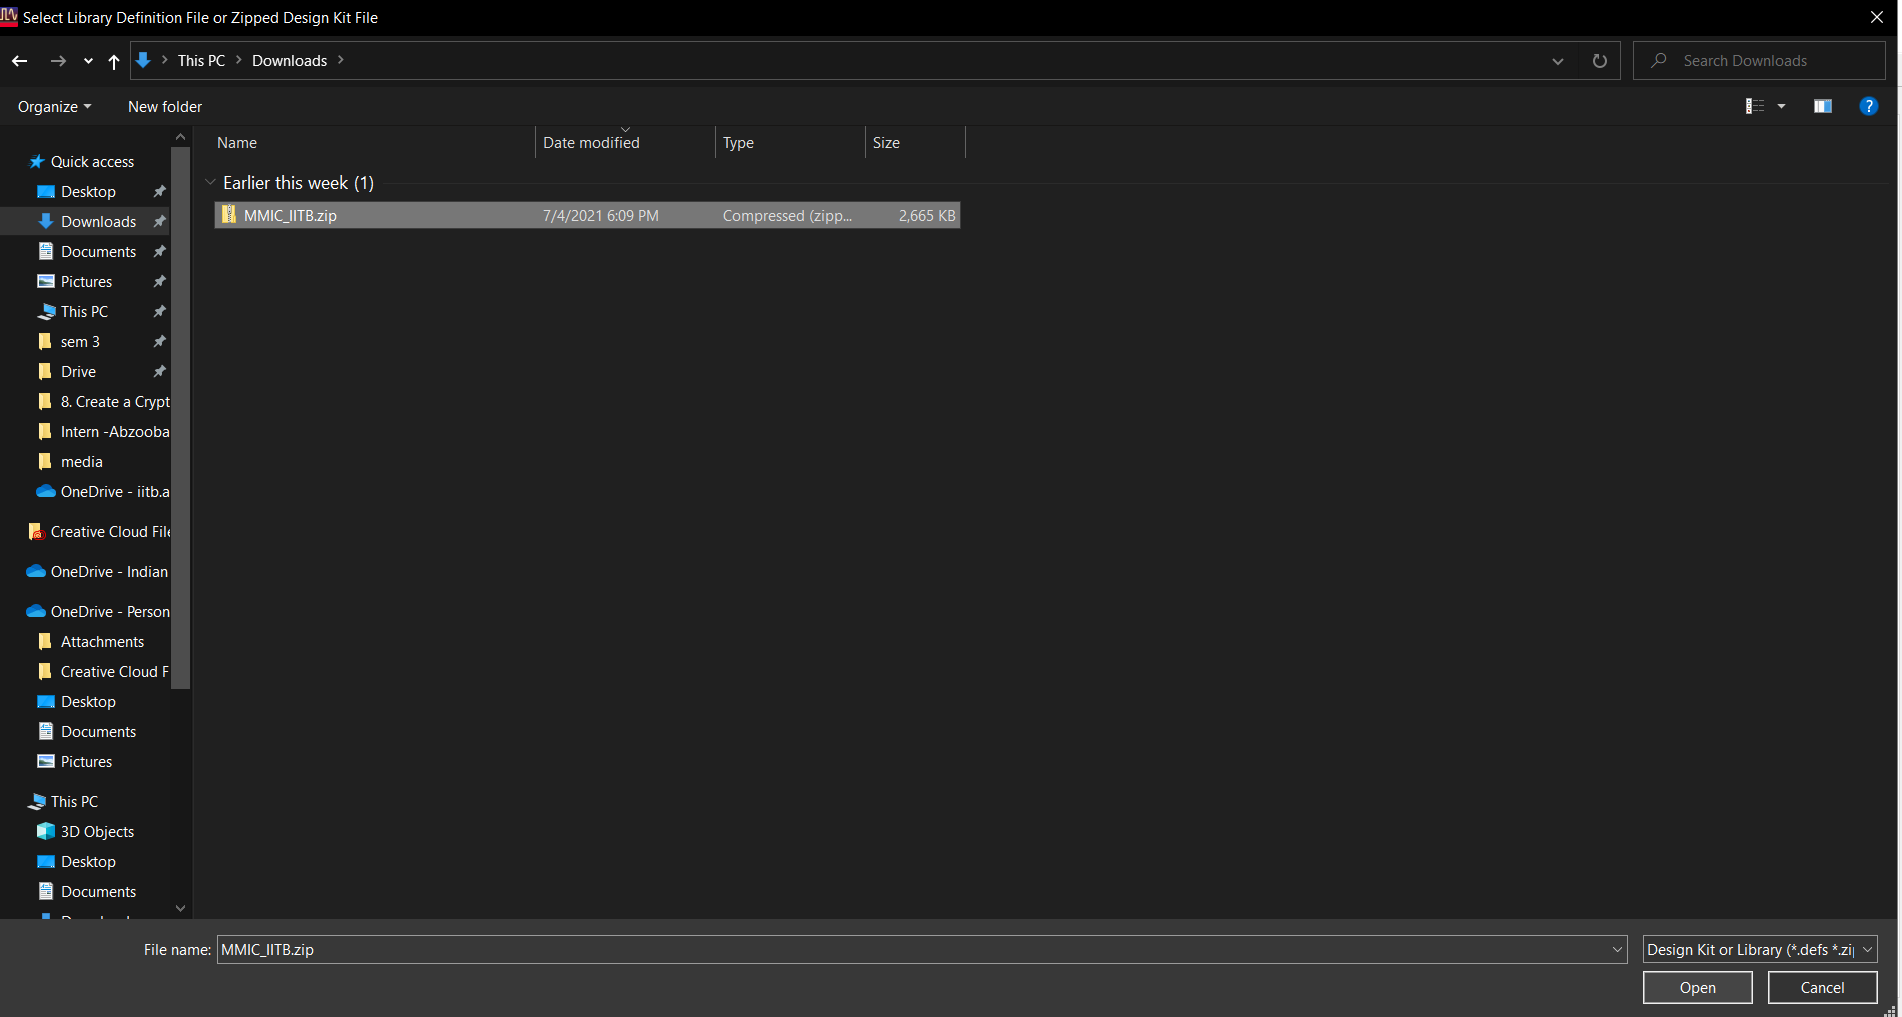 Select Library Definition File or Zipped Design Kit File
This PC
Downloads
Search Downloads
Organize
New folder
?
Name
Date modified
Type
Size
Quick access
Desktop
Downloads
Documents
Pictures
This PC
sem 3
Drive
8. Create a Crypt
Intern -Abzooba
media
OneDrive - iitb.a
Creative Cloud File
OneDrive - Indian
OneDrive - Person
Attachments
Creative Cloud F
Desktop
Documents
Pictures
This PC
3D Objects
Desktop
Documents
Earlier this week (1)
MMIC_IITB.zip 7/4/2021 6:09 PM Compressed (zipp... 2,665 KB
File name: MMIC_IITB.zip
Design Kit or Library (*.defs *.zi
Open
Cancel